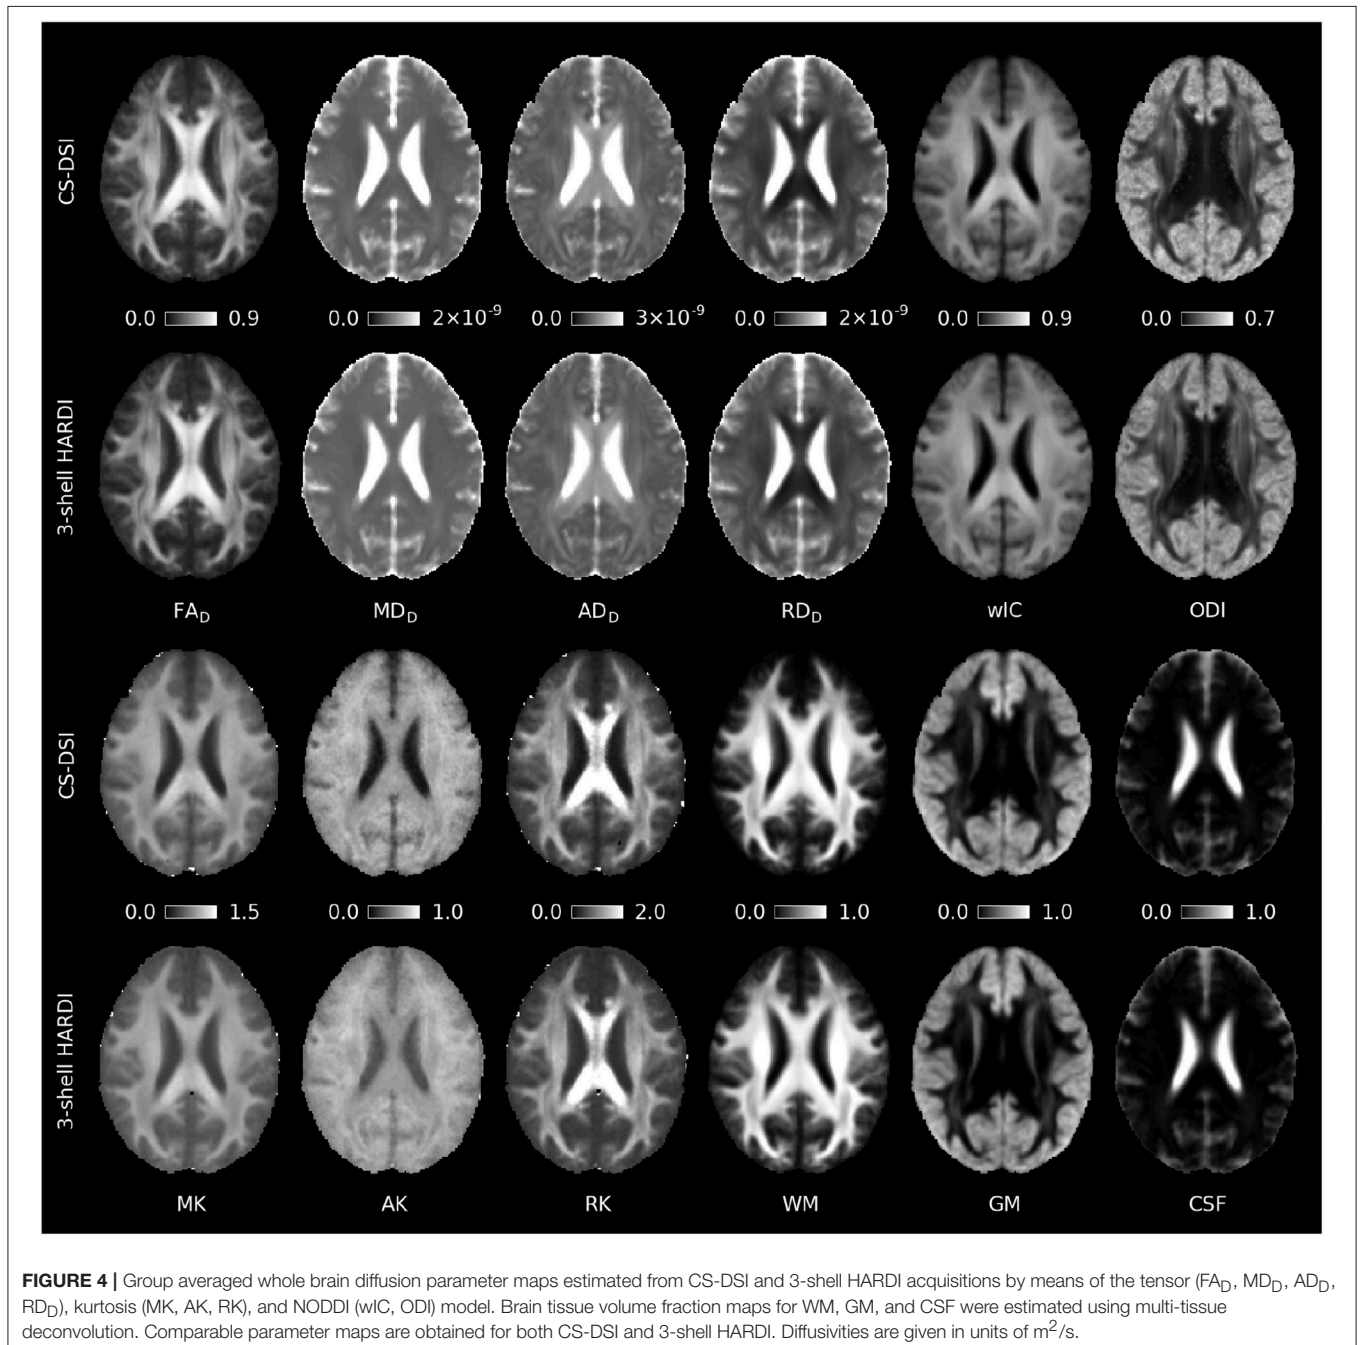 CS-DSI
0.0 0.9 0.0 2×10⁻⁹ 0.0 3×10⁻⁹ 0.0 2×10⁻⁹ 0.0 0.9 0.0 0.7
3-shell HARDI
FA_D MD_D AD_D RD_D wIC ODI
CS-DSI
0.0 1.5 0.0 1.0 0.0 2.0 0.0 1.0 0.0 1.0 0.0 1.0
3-shell HARDI
MK AK RK WM GM CSF
FIGURE 4 | Group averaged whole brain diffusion parameter maps estimated from CS-DSI and 3-shell HARDI acquisitions by means of the tensor (FA_D, MD_D, AD_D,
RD_D), kurtosis (MK, AK, RK), and NODDI (wIC, ODI) model. Brain tissue volume fraction maps for WM, GM, and CSF were estimated using multi-tissue
deconvolution. Comparable parameter maps are obtained for both CS-DSI and 3-shell HARDI. Diffusivities are given in units of m²/s.